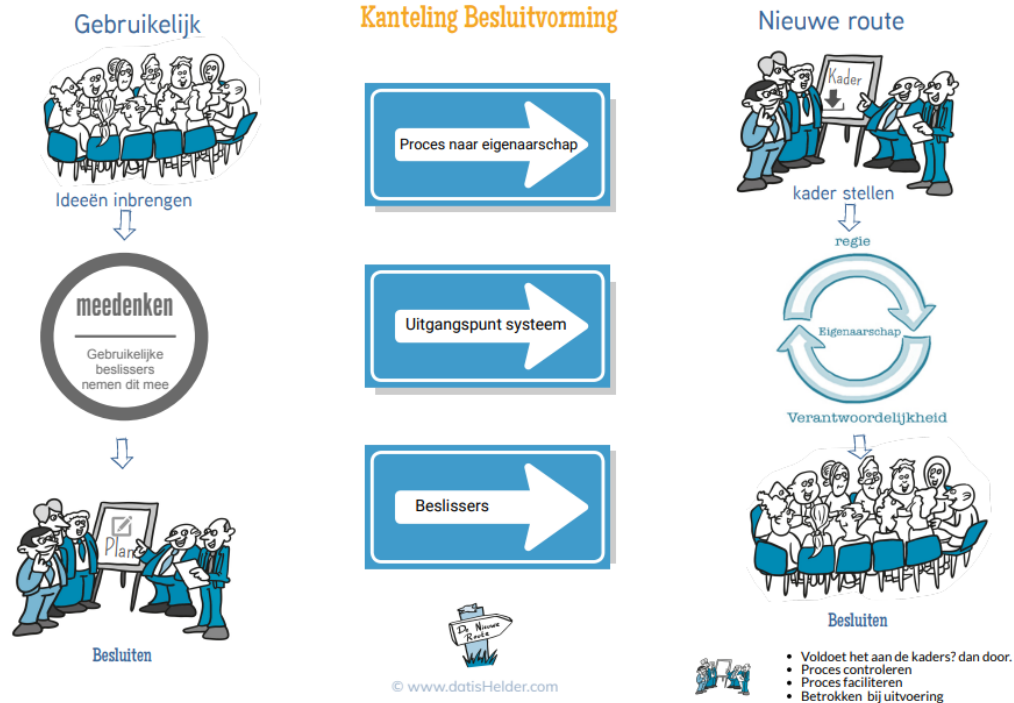 Gebruikelijk
Ideeën inbrengen
meedenken
Gebruikelijke
beslissers
nemen dit mee
Plan
Besluiten
Kanteling Besluitvorming
Proces naar eigenaarschap
Uitgangspunt systeem
Beslissers
De Nieuwe
Route
© www.datisHelder.com
Nieuwe route
Kader
kader stellen
regie
Eigenaarschap
Verantwoordelijkheid
Besluiten
• Voldoet het aan de kaders? dan door.
• Proces controleren
• Proces faciliteren
• Betrokken bij uitvoering